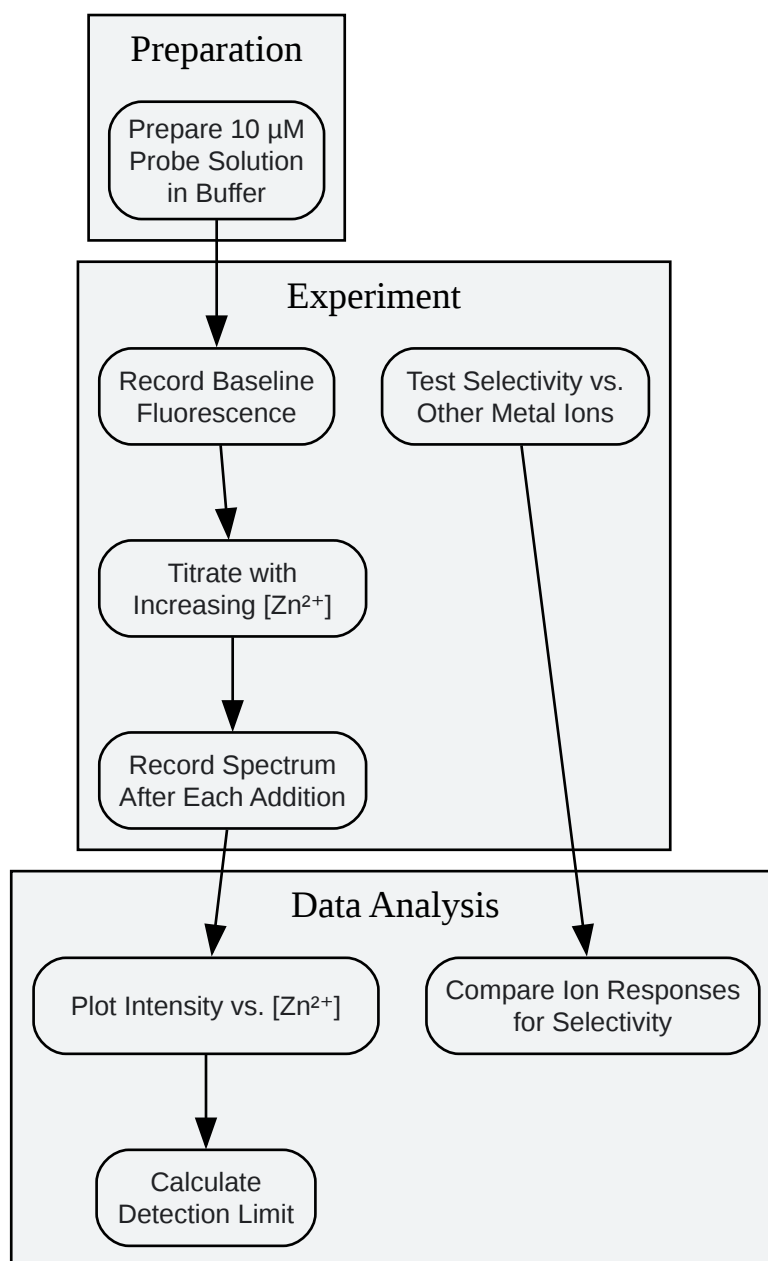 Preparation
Prepare 10 µM
Probe Solution
in Buffer
Experiment
Record Baseline
Fluorescence
Test Selectivity vs.
Other Metal Ions
Titrate with
Increasing [Zn²⁺]
Record Spectrum
After Each Addition
Data Analysis
Plot Intensity vs. [Zn²⁺]
Compare Ion Responses
for Selectivity
Calculate
Detection Limit